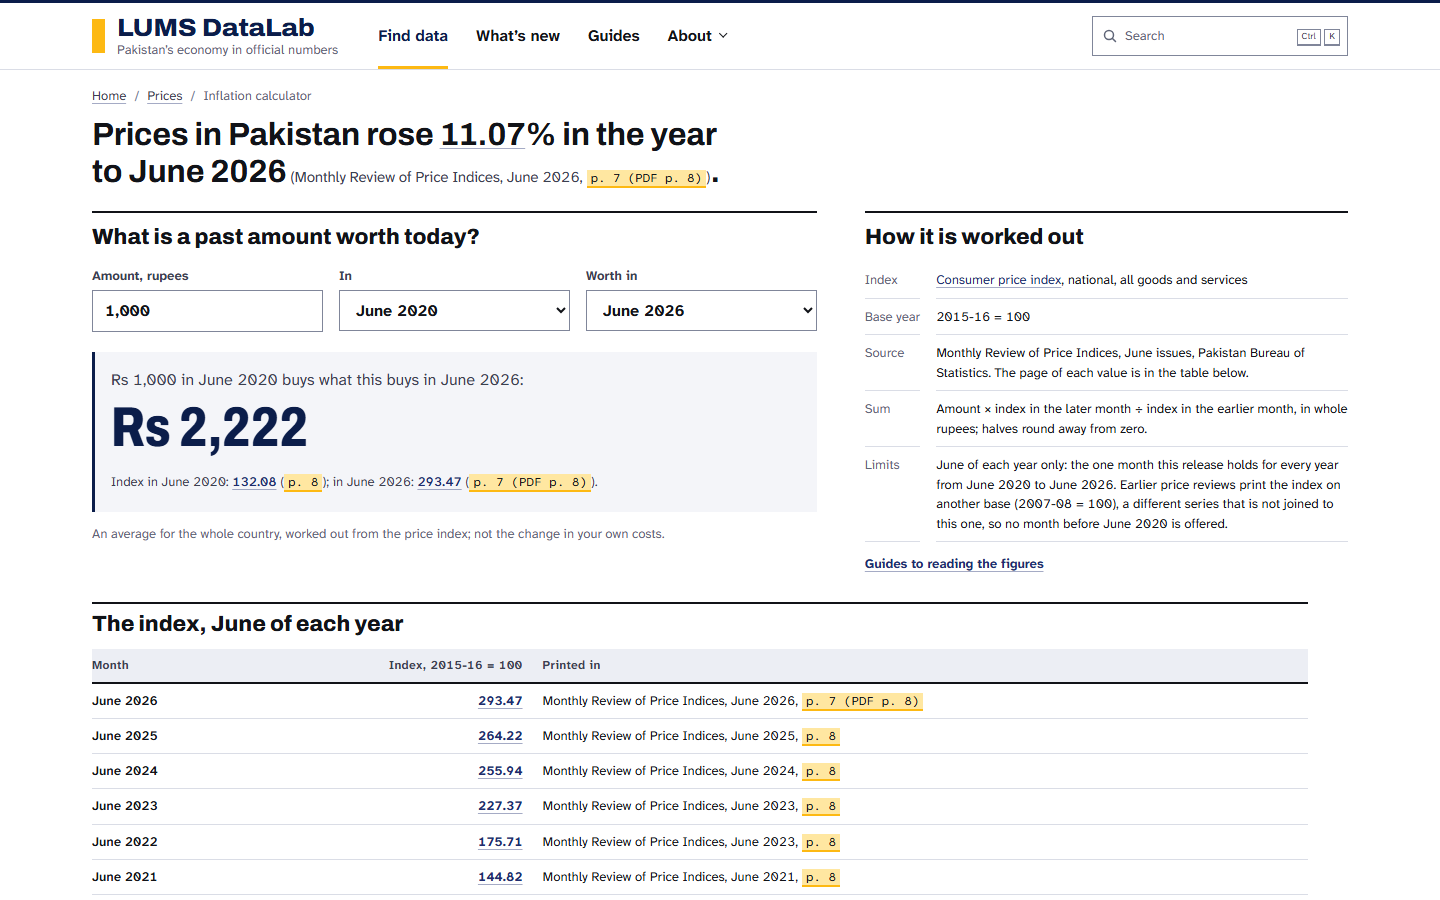 LUMS DataLab
Pakistan's economy in official numbers
Find data
What's new
Guides
About
Search
Ctrl K
Home / Prices / Inflation calculator
Prices in Pakistan rose 11.07% in the year
to June 2026 (Monthly Review of Price Indices, June 2026, p. 7 (PDF p. 8)).
What is a past amount worth today?
Amount, rupees
In
Worth in
1,000
June 2020
June 2026
Rs 1,000 in June 2020 buys what this buys in June 2026:
Rs 2,222
Index in June 2020: 132.08 (p. 8); in June 2026: 293.47 (p. 7 (PDF p. 8)).
An average for the whole country, worked out from the price index; not the change in your own costs.
How it is worked out
Index Consumer price index, national, all goods and services
Base year 2015-16 = 100
Source Monthly Review of Price Indices, June issues, Pakistan Bureau of
Statistics. The page of each value is in the table below.
Sum Amount × index in the later month ÷ index in the earlier month, in whole
rupees; halves round away from zero.
Limits June of each year only: the one month this release holds for every year
from June 2020 to June 2026. Earlier price reviews print the index on
another base (2007-08 = 100), a different series that is not joined to
this one, so no month before June 2020 is offered.
Guides to reading the figures
The index, June of each year
Month Index, 2015-16 = 100 Printed in
June 2026 293.47 Monthly Review of Price Indices, June 2026, p. 7 (PDF p. 8)
June 2025 264.22 Monthly Review of Price Indices, June 2025, p. 8
June 2024 255.94 Monthly Review of Price Indices, June 2024, p. 8
June 2023 227.37 Monthly Review of Price Indices, June 2023, p. 8
June 2022 175.71 Monthly Review of Price Indices, June 2023, p. 8
June 2021 144.82 Monthly Review of Price Indices, June 2021, p. 8